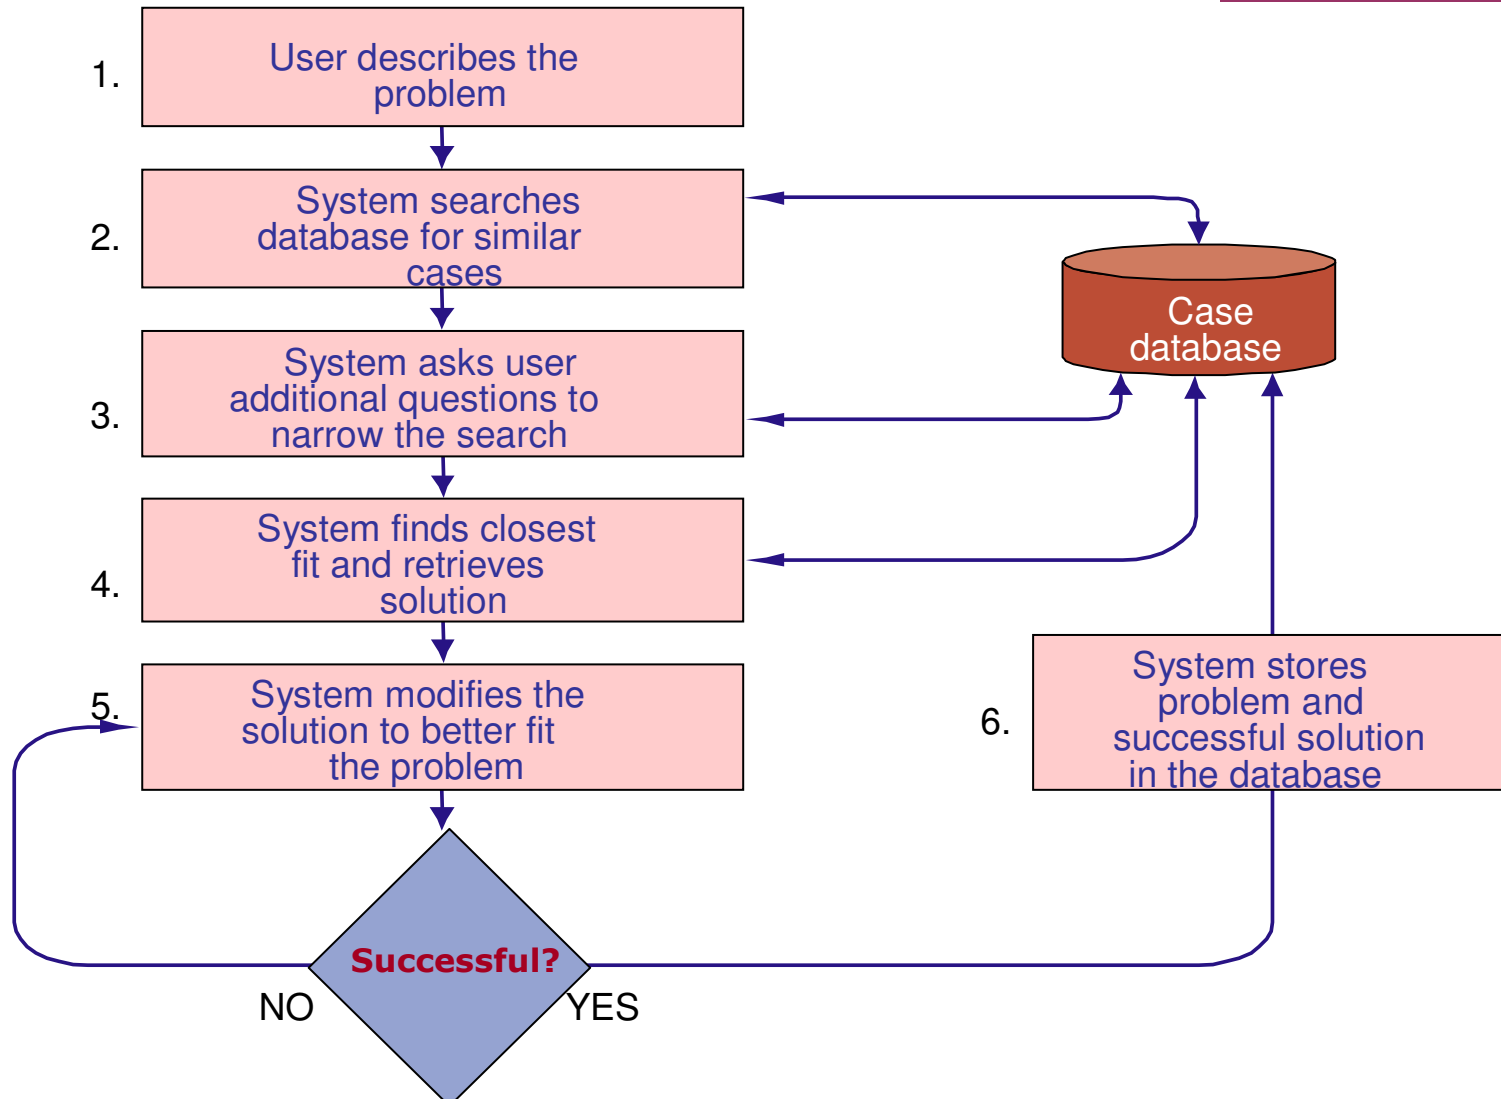 1.
User describes the
problem
2.
System searches
database for similar
cases
Case
database
3.
System asks user
additional questions to
narrow the search
4.
System finds closest
fit and retrieves
solution
5.
System modifies the
solution to better fit
the problem
6.
System stores
problem and
successful solution
in the database
Successful?
NO
YES